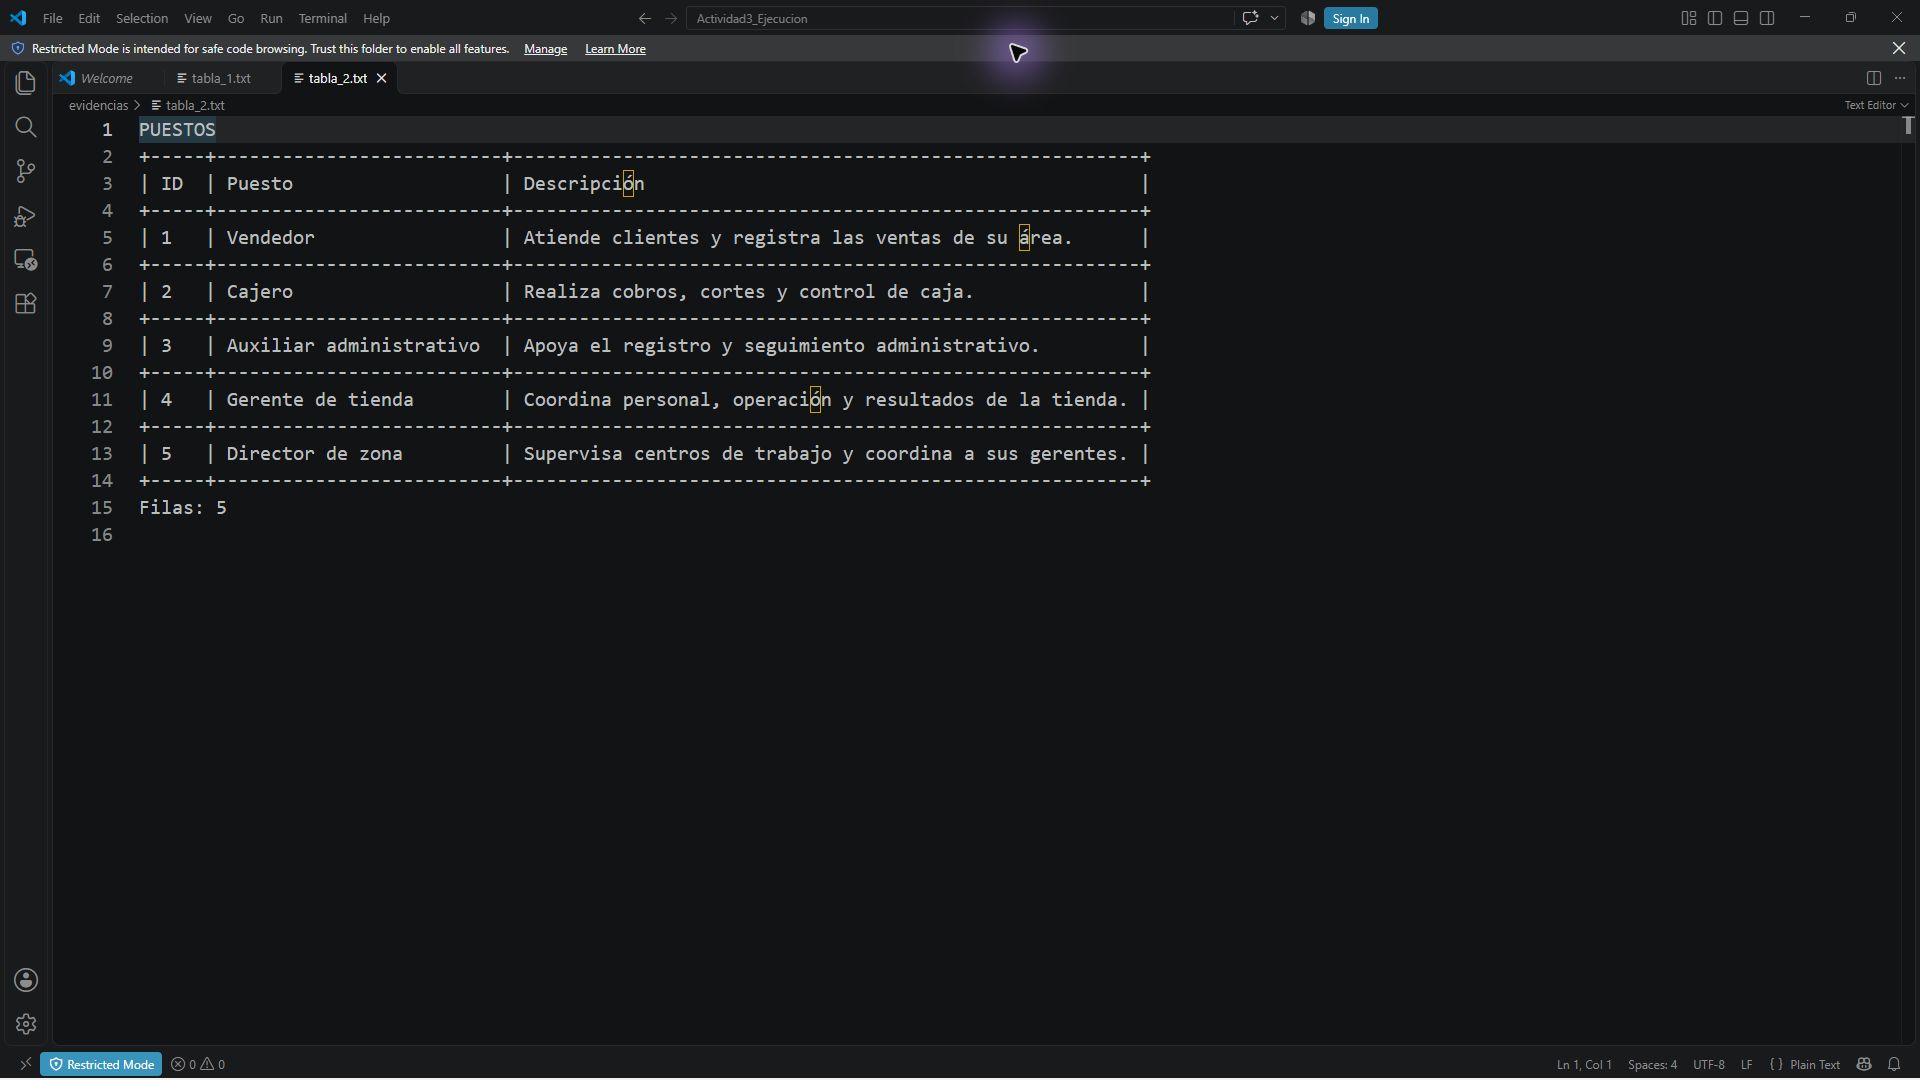 File Edit Selection View Go Run Terminal Help
Actividad3_Ejecucion
Sign In
Restricted Mode is intended for safe code browsing. Trust this folder to enable all features. Manage Learn More
Welcome tabla_1.txt tabla_2.txt
evidencias > tabla_2.txt
Text Editor
1 PUESTOS
2 +-----+--------------------------+---------------------------------------------------------+
3 | ID  | Puesto                   | Descripción                                             |
4 +-----+--------------------------+---------------------------------------------------------+
5 | 1   | Vendedor                 | Atiende clientes y registra las ventas de su área.      |
6 +-----+--------------------------+---------------------------------------------------------+
7 | 2   | Cajero                   | Realiza cobros, cortes y control de caja.               |
8 +-----+--------------------------+---------------------------------------------------------+
9 | 3   | Auxiliar administrativo  | Apoya el registro y seguimiento administrativo.         |
10 +-----+--------------------------+---------------------------------------------------------+
11 | 4   | Gerente de tienda        | Coordina personal, operación y resultados de la tienda. |
12 +-----+--------------------------+---------------------------------------------------------+
13 | 5   | Director de zona         | Supervisa centros de trabajo y coordina a sus gerentes. |
14 +-----+--------------------------+---------------------------------------------------------+
15 Filas: 5
16
Restricted Mode 0 0
Ln 1, Col 1 Spaces: 4 UTF-8 LF {} Plain Text